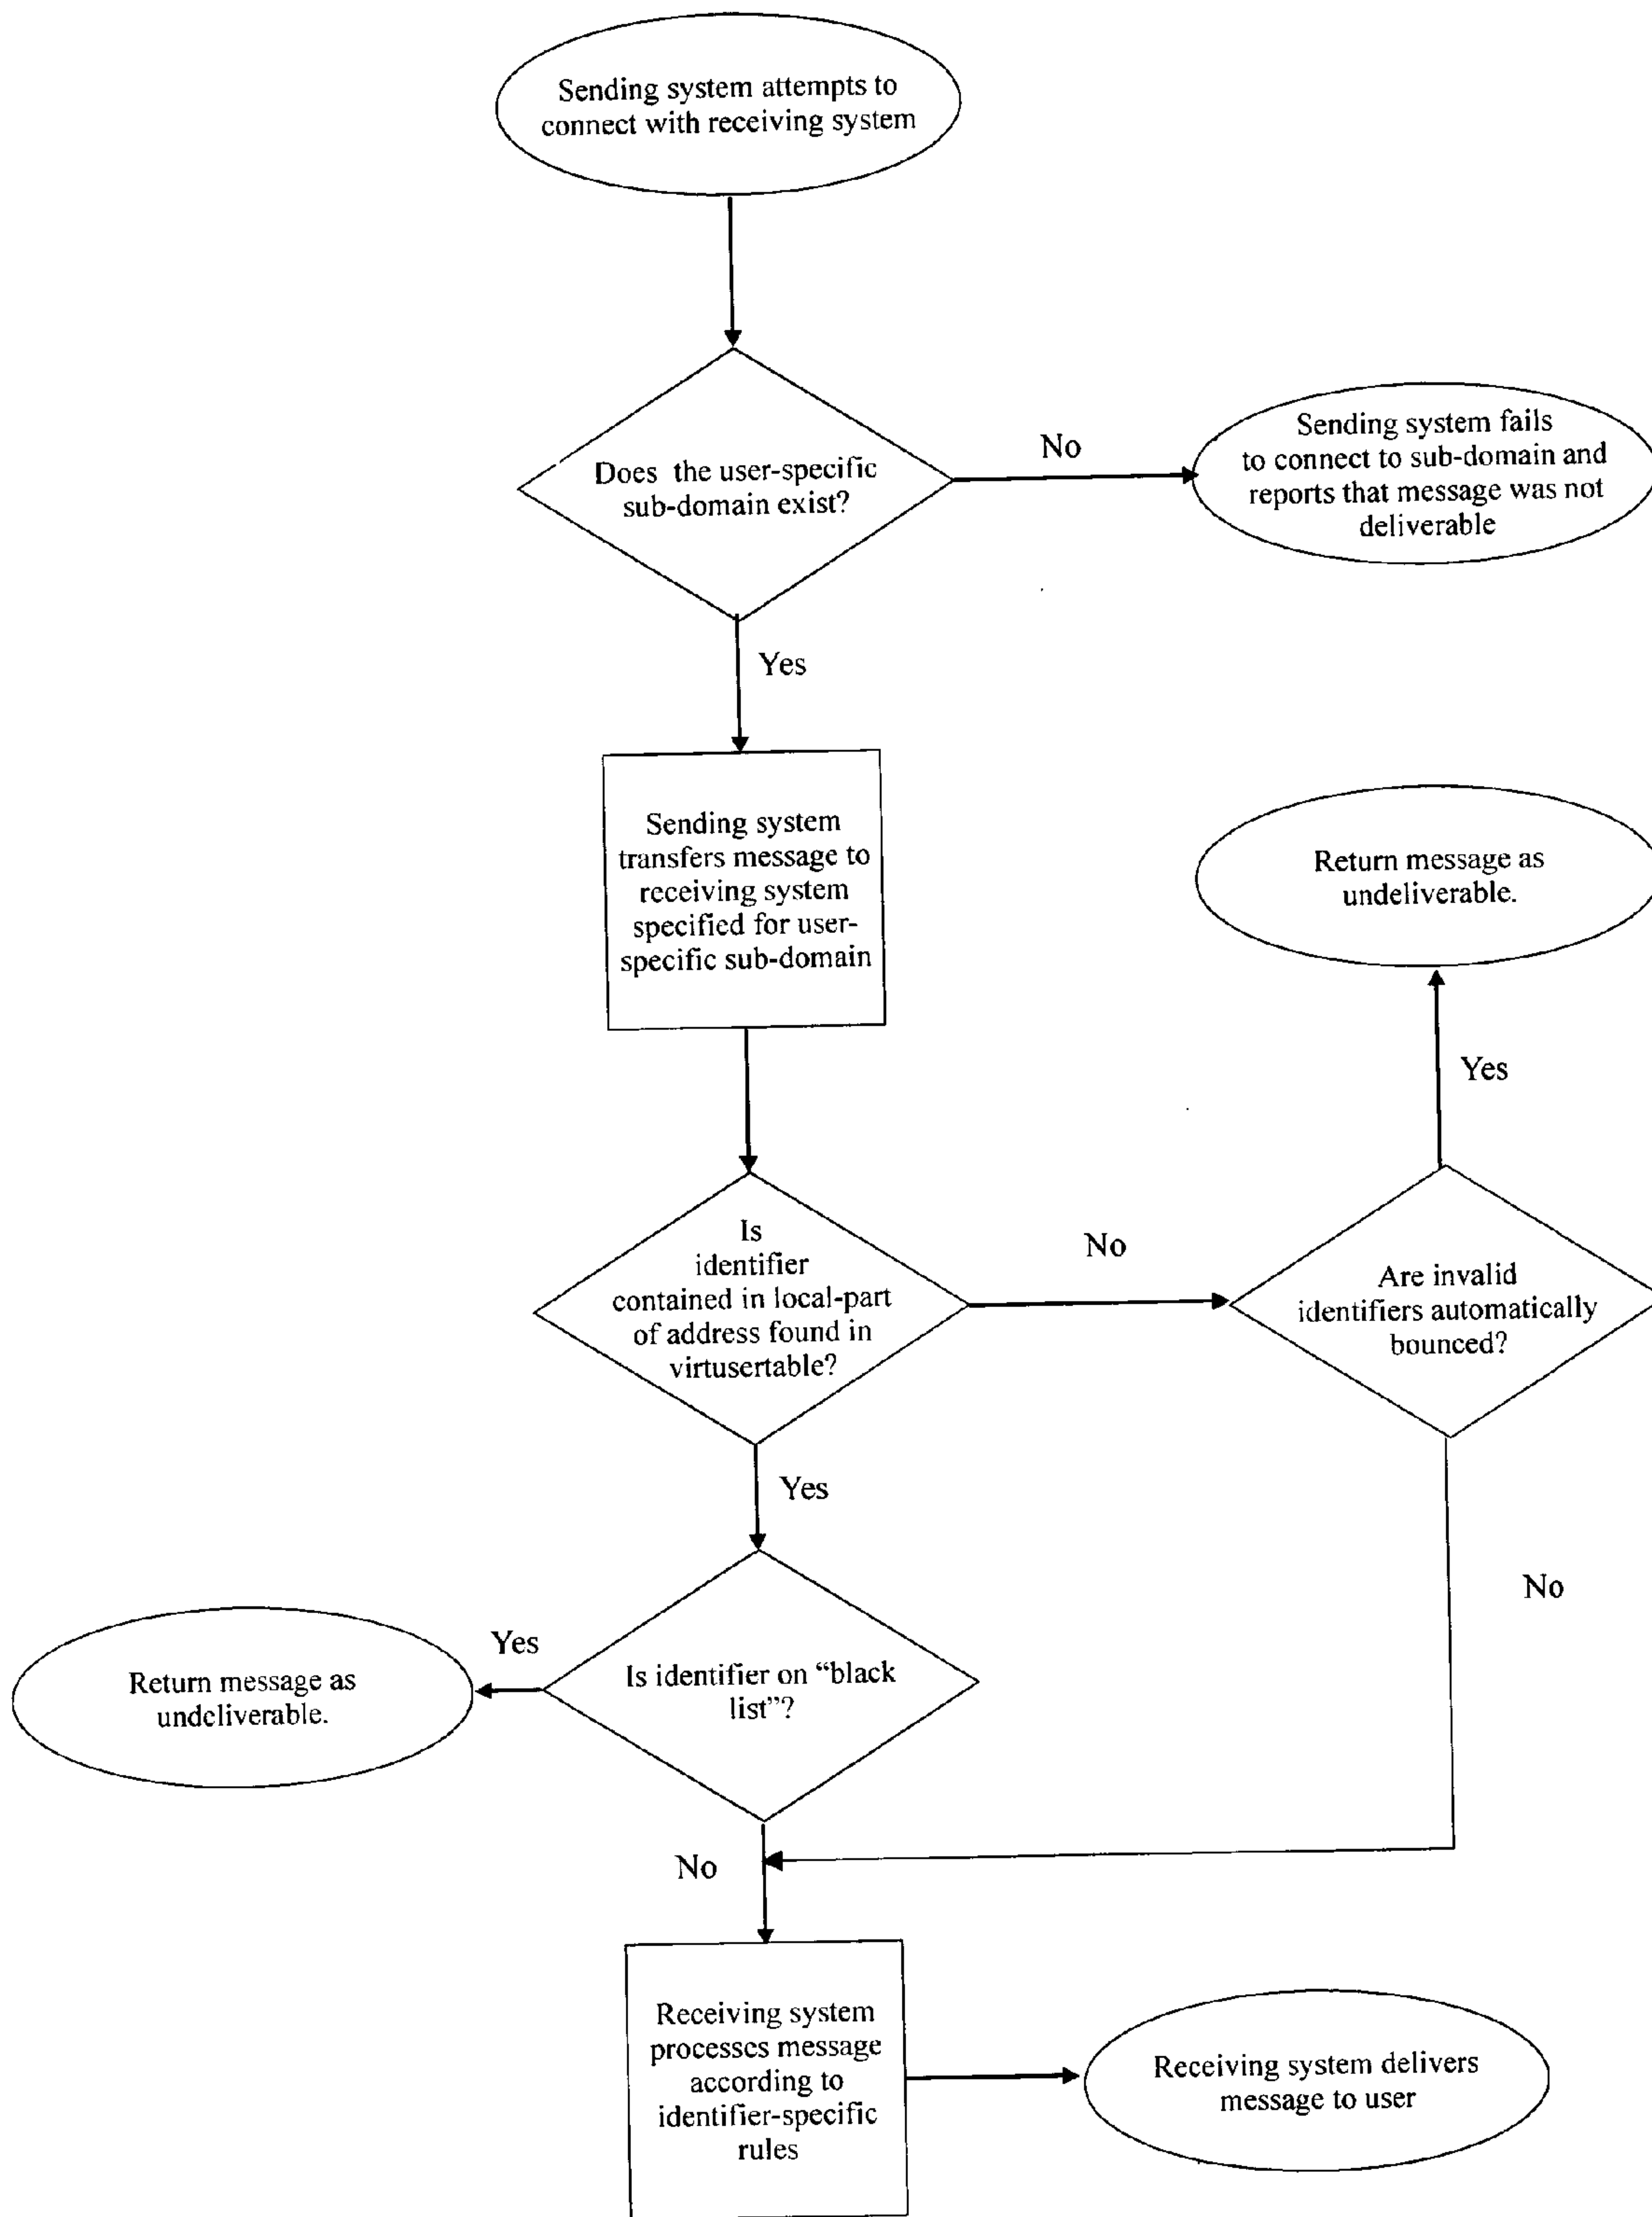 Sending system attempts to
connect with receiving system
Does the user-specific
sub-domain exist?
No
Sending system fails
to connect to sub-domain and
reports that message was not
deliverable
Yes
Sending system
transfers message to
receiving system
specified for user-
specific sub-domain
Return message as
undeliverable.
Yes
Is
identifier
contained in local-part
of address found in
virtusertable?
No
Are invalid
identifiers automatically
bounced?
Yes
No
Is identifier on “black
list”?
Yes
Return message as
undeliverable.
No
Receiving system
processes message
according to
identifier-specific
rules
Receiving system delivers
message to user